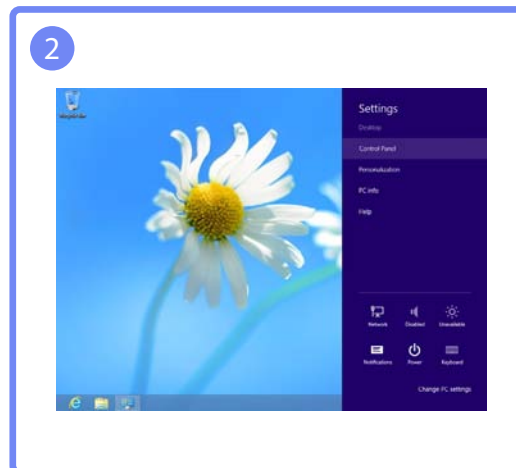 2
Settings
Desktop
Control Panel
Personalization
PC info
Help
Network
Disabled
Unavailable
Notifications
Power
Keyboard
Change PC settings